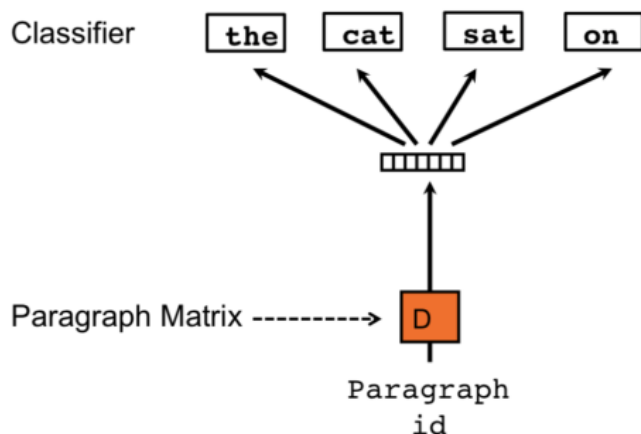 Classifier the cat sat on
Paragraph Matrix D
Paragraph
id